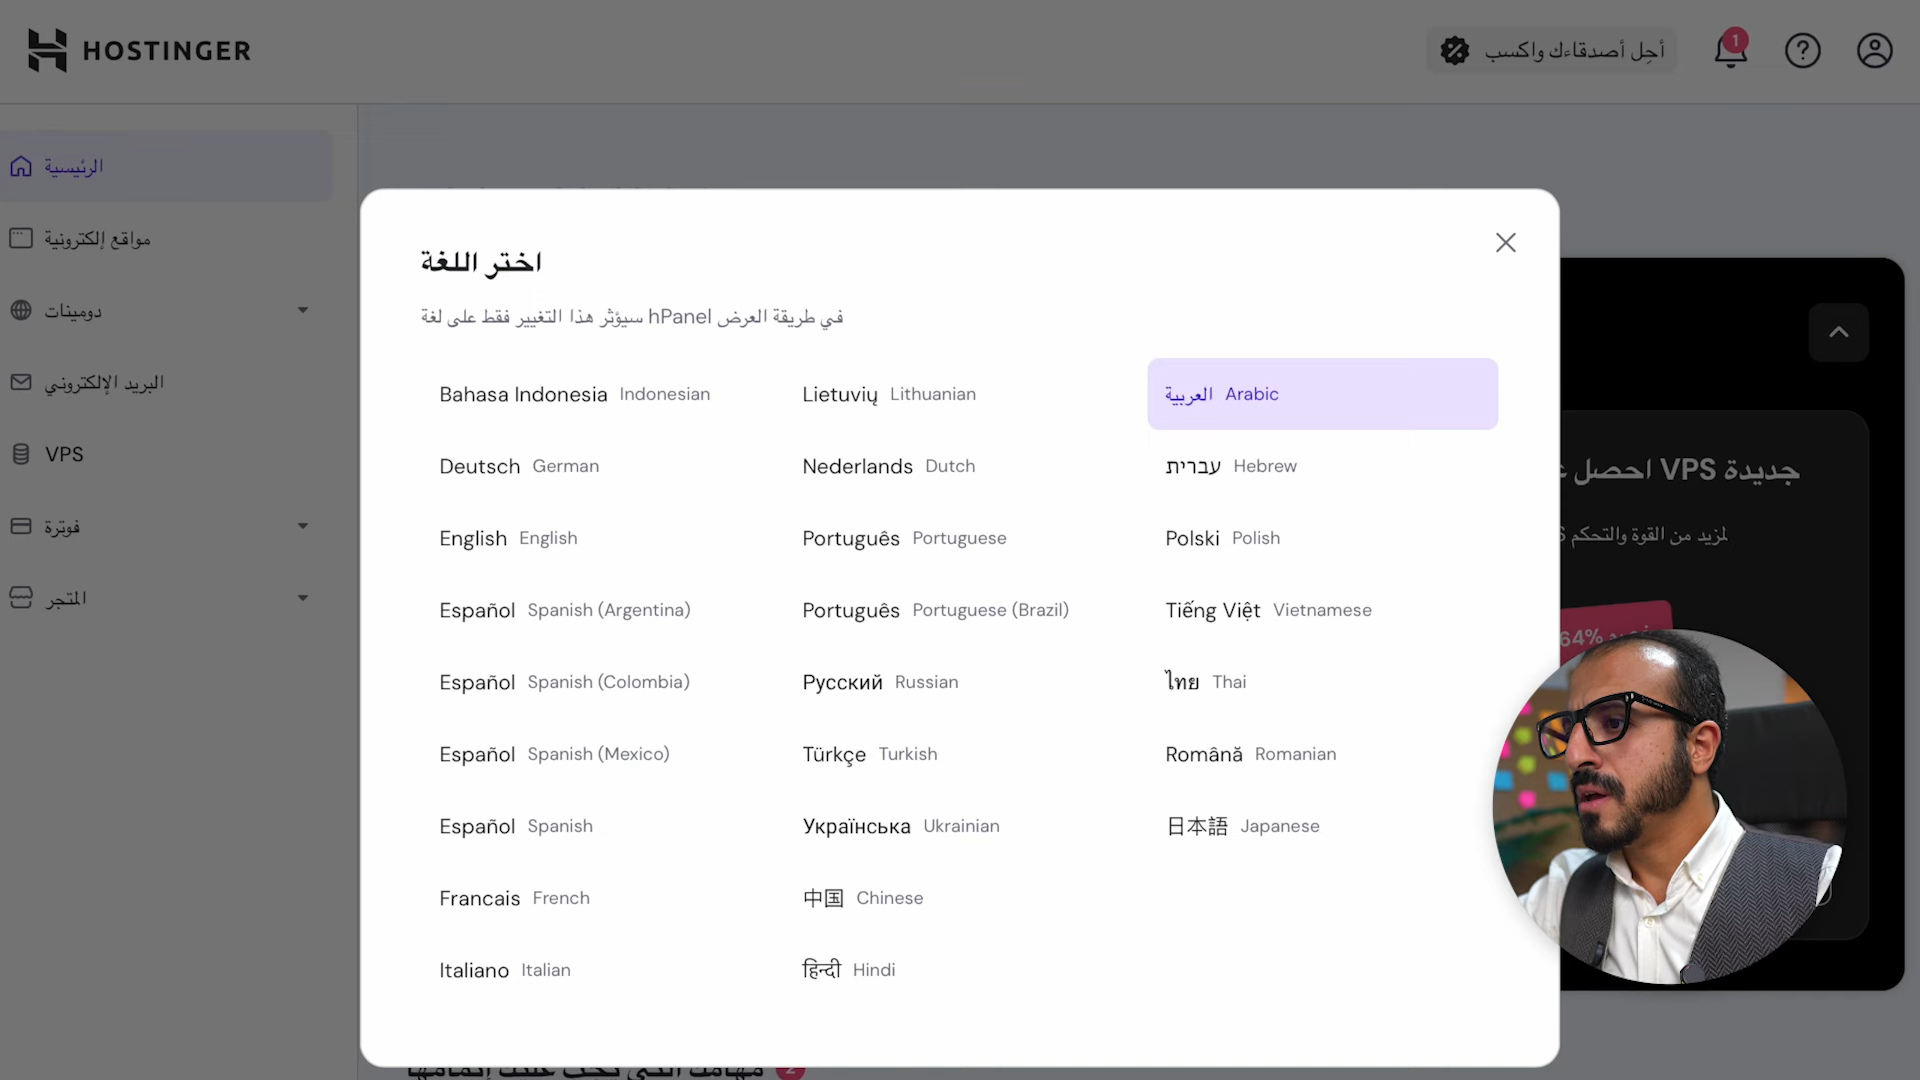 HOSTINGER
أحِل أصدقاءك واكسب
1
الرئيسية
مواقع إلكترونية
دومينات
البريد الإلكتروني
VPS
فوترة
المتجر
اختر اللغة
في طريقة العرض hPanel سيؤثر هذا التغيير فقط على لغة
Bahasa Indonesia Indonesian
Lietuvių Lithuanian
العربية Arabic
Deutsch German
Nederlands Dutch
עברית Hebrew
English English
Português Portuguese
Polski Polish
Español Spanish (Argentina)
Português Portuguese (Brazil)
Tiếng Việt Vietnamese
Español Spanish (Colombia)
Русский Russian
ไทย Thai
Español Spanish (Mexico)
Türkçe Turkish
Română Romanian
Español Spanish
Українська Ukrainian
日本語 Japanese
Francais French
中国 Chinese
Italiano Italian
हिन्दी Hindi
جديدة VPS احصل
لمزيد من القوة والتحكم
64%
2